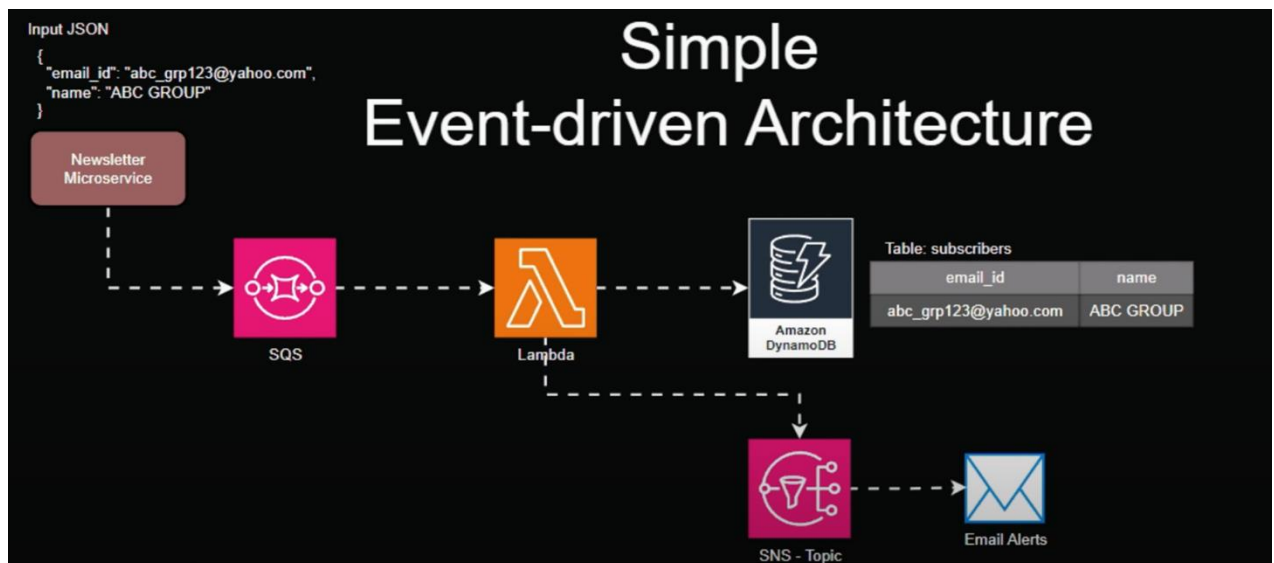 Input JSON
{
"email_id": "abc_grp123@yahoo.com",
"name": "ABC GROUP"
}
Simple
Event-driven Architecture
Newsletter
Microservice
SQS
Lambda
Amazon
DynamoDB
Table: subscribers
email_id name
abc_grp123@yahoo.com ABC GROUP
SNS - Topic
Email Alerts